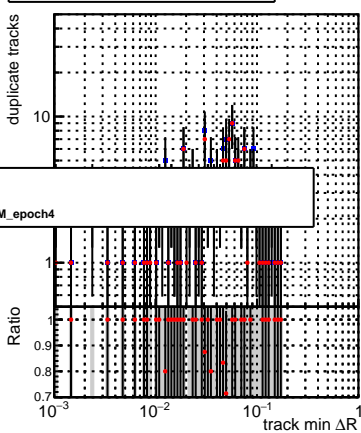 duplicate tracks
10
M_epoch4
1
Ratio
1
0.9
0.8
0.7
10⁻³
10⁻²
10⁻¹
1
track min ΔR